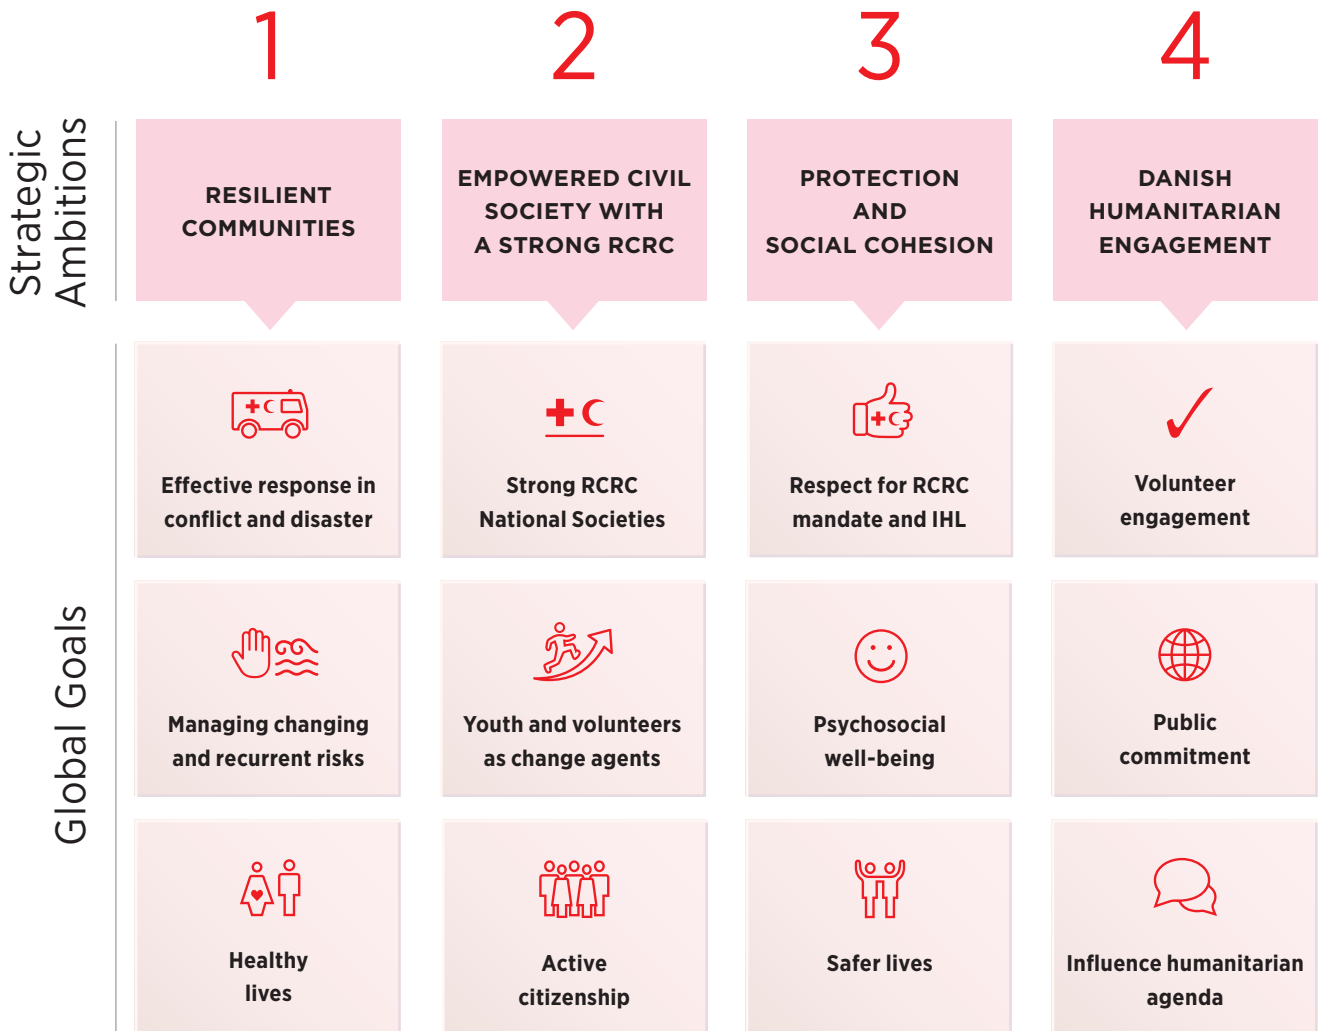 1
2
3
4
Strategic
Ambitions
RESILIENT
COMMUNITIES
EMPOWERED CIVIL
SOCIETY WITH
A STRONG RCRC
PROTECTION
AND
SOCIAL COHESION
DANISH
HUMANITARIAN
ENGAGEMENT
Global Goals
Effective response in
conflict and disaster
Strong RCRC
National Societies
Respect for RCRC
mandate and IHL
Volunteer
engagement
Managing changing
and recurrent risks
Youth and volunteers
as change agents
Psychosocial
well-being
Public
commitment
Healthy
lives
Active
citizenship
Safer lives
Influence humanitarian
agenda